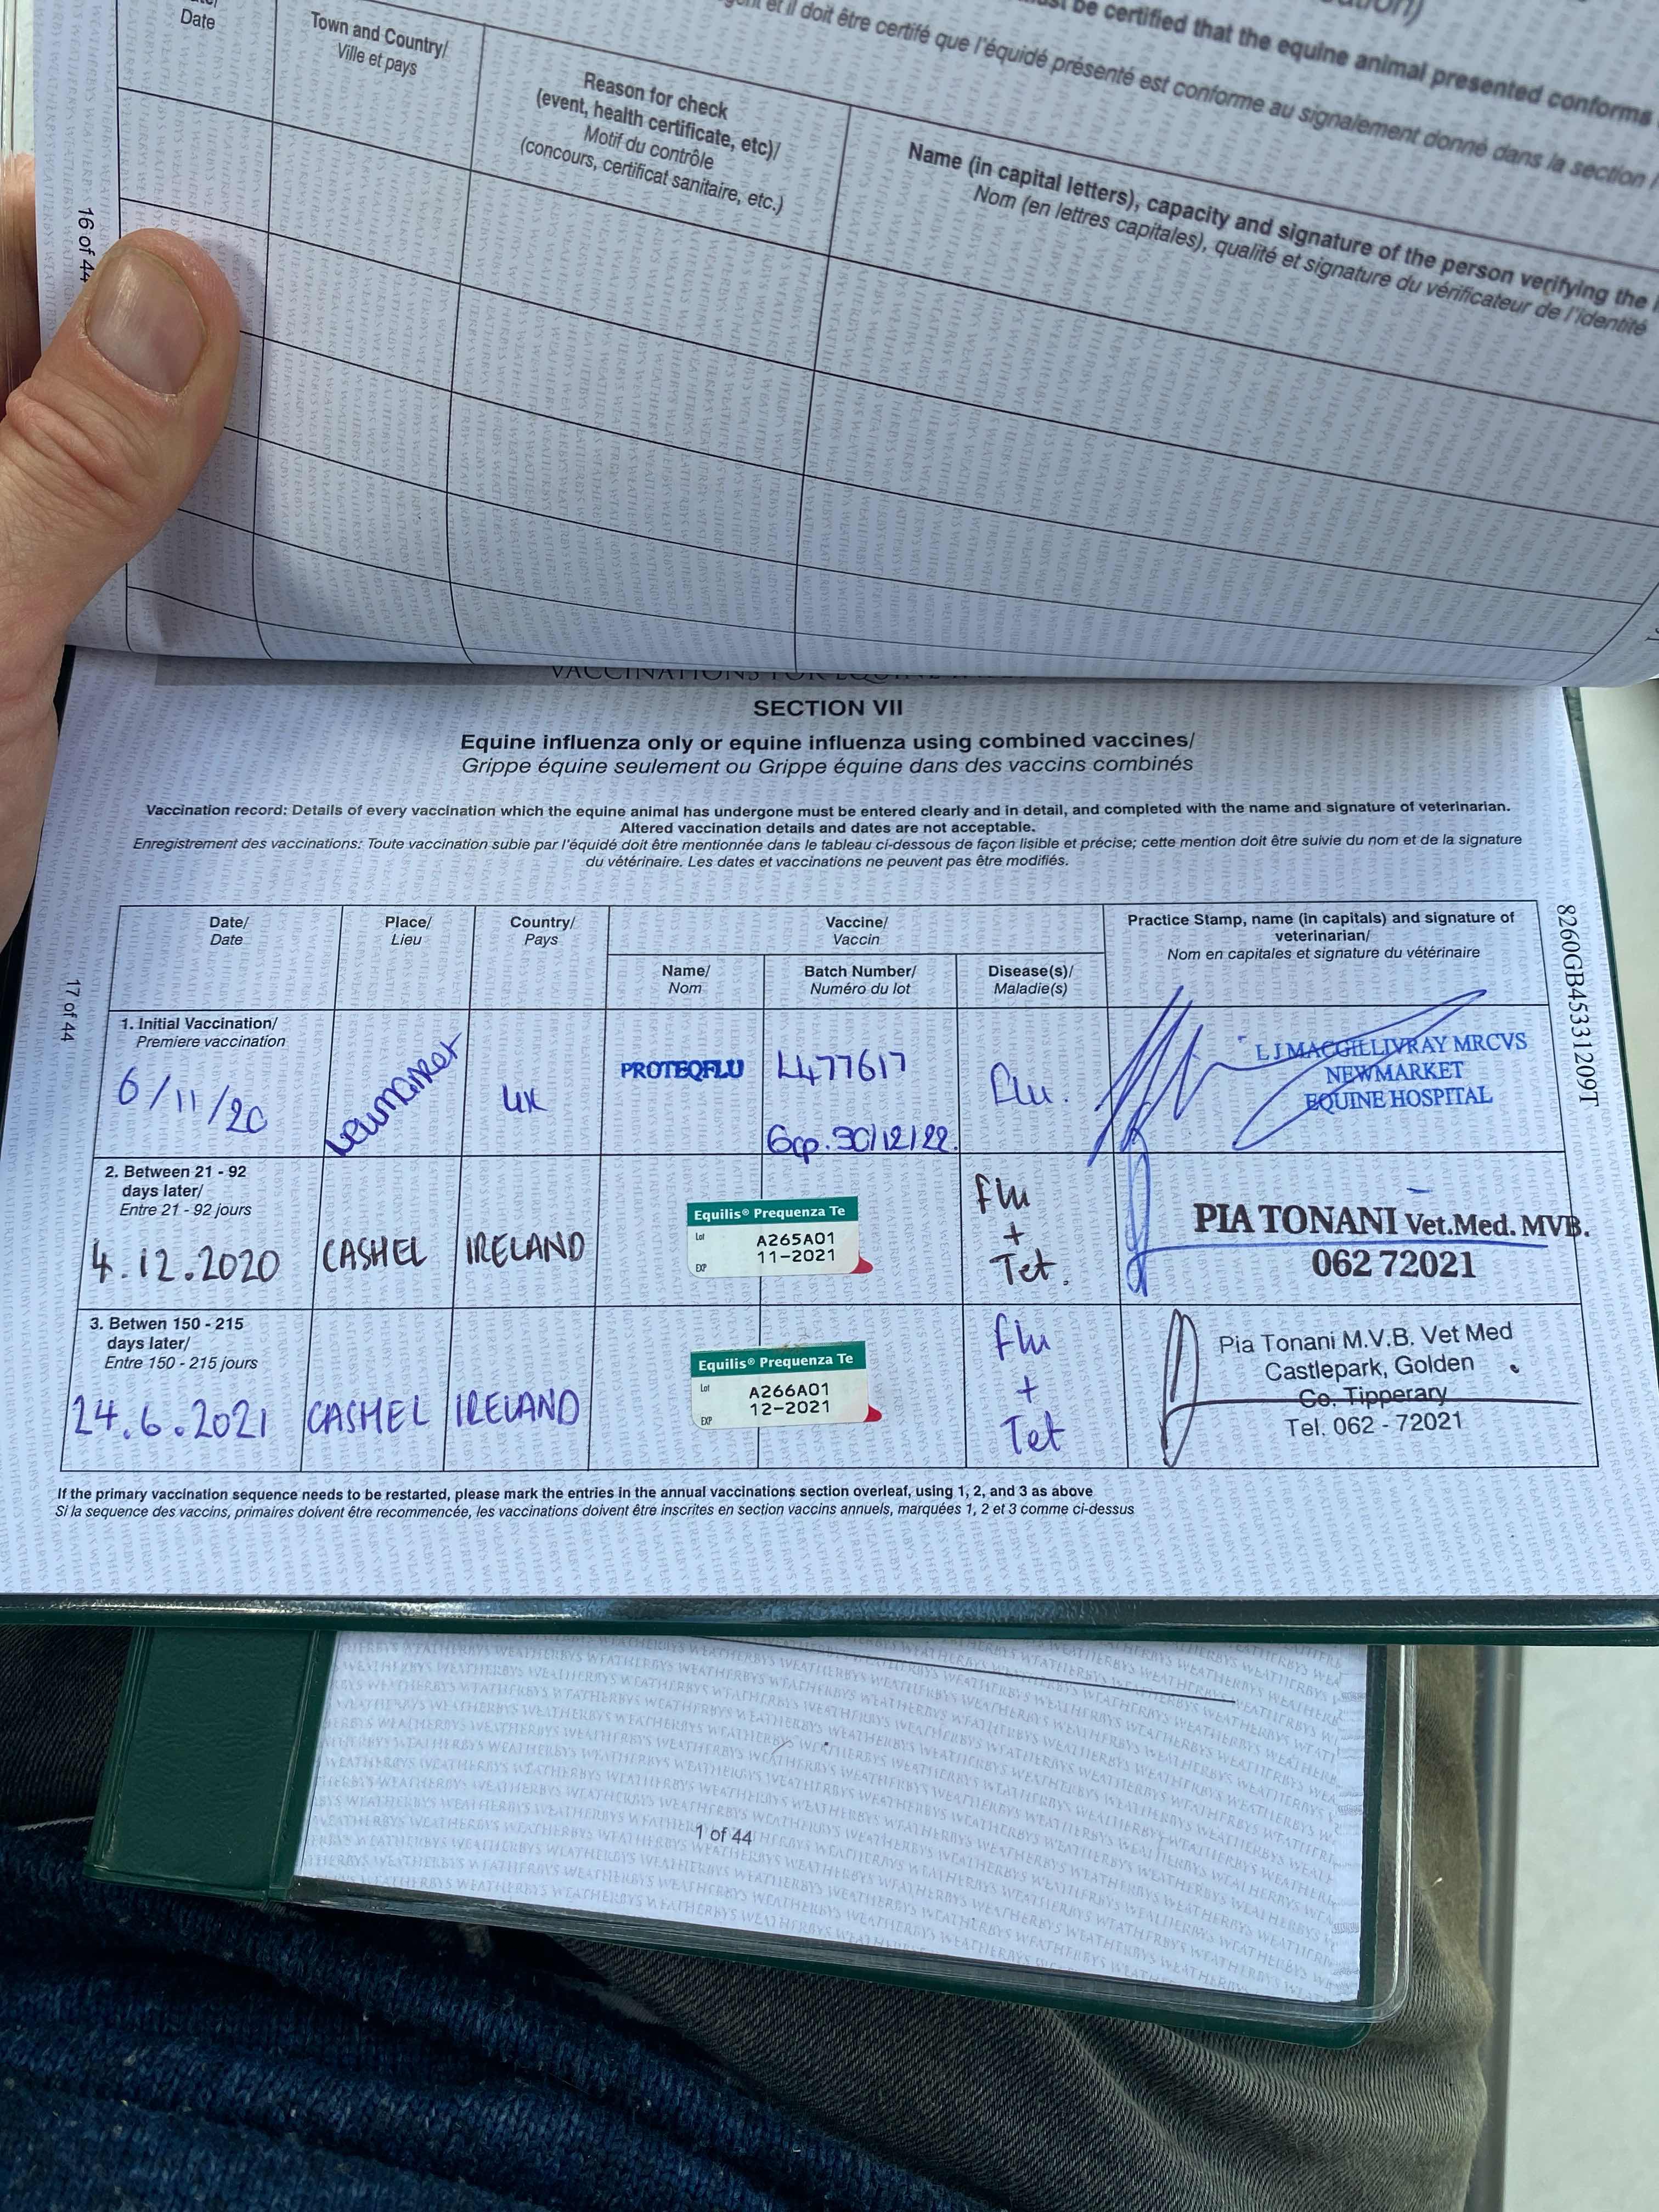 Date
Town and Country/
Ville et pays
Reason for check
(event, health certificate, etc)/
Motif du contrôle
(concours, certificat sanitaire, etc.)
be certified that the equine animal presented conforms
et il doit être certifé que l'équidé présenté est conforme au signalement donné dans la section
Name (in capital letters), capacity and signature of the person verifying the
Nom (en lettres capitales), qualité et signature du vérificateur de l'identité
16 of 44
SECTION VII
Equine influenza only or equine influenza using combined vaccines/
Grippe équine seulement ou Grippe équine dans des vaccins combinés
Vaccination record: Details of every vaccination which the equine animal has undergone must be entered clearly and in detail, and completed with the name and signature of veterinarian.
Altered vaccination details and dates are not acceptable.
Enregistrement des vaccinations: Toute vaccination subie par l'équidé doit être mentionnée dans le tableau ci-dessous de façon lisible et précise; cette mention doit être suivie du nom et de la signature
du vétérinaire. Les dates et vaccinations ne peuvent pas être modifiés.
Date/
Date
Place/
Lieu
Country/
Pays
Vaccine/
Vaccin
Name/
Nom
Batch Number/
Numéro du lot
Disease(s)/
Maladie(s)
Practice Stamp, name (in capitals) and signature of
veterinarian/
Nom en capitales et signature du vétérinaire
1. Initial Vaccination/
Premiere vaccination
6/11/20
Newmarket
UK
PROTEQFLU
L477617
Exp. 30/12/22.
Flu.
L J MACGILLIVRAY MRCVS
NEWMARKET
EQUINE HOSPITAL
2. Between 21 - 92
days later/
Entre 21 - 92 jours
4.12.2020
CASHEL
IRELAND
Equilis® Prequenza Te
Lot
A265A01
11-2021
EXP
Flu
+
Tet.
PIA TONANI Vet.Med. MVB.
062 72021
3. Betwen 150 - 215
days later/
Entre 150 - 215 jours
24.6.2021
CASHEL
IRELAND
Equilis® Prequenza Te
Lot
A266A01
12-2021
EXP
Flu
+
Tet
Pia Tonani M.V.B. Vet Med
Castlepark, Golden
Co. Tipperary
Tel. 062 - 72021
If the primary vaccination sequence needs to be restarted, please mark the entries in the annual vaccinations section overleaf, using 1, 2, and 3 as above
Si la sequence des vaccins, primaires doivent être recommencée, les vaccinations doivent être inscrites en section vaccins annuels, marquées 1, 2 et 3 comme ci-dessus
17 of 44
8260GB45331209T
1 of 44